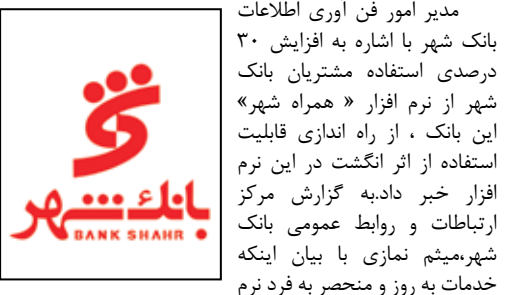 مدیر امور فن آوری اطلاعات
بانک شهر با اشاره به افزایش ۳۰
درصدی استفاده مشتریان بانک
شهر از نرم افزار « همراه شهر»
این بانک ، از راه اندازی قابلیت
استفاده از اثر انگشت در این نرم
افزار خبر داد.به گزارش مرکز
ارتباطات و روابط عمومی بانک
شهر،میثم نمازی با بیان اینکه
خدمات به روز و منحصر به فرد نرم
بانک شهر
BANK SHAHR